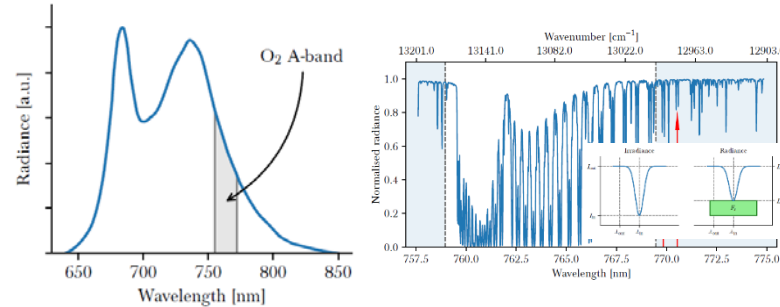 Radiance [a.u.]
O₂ A-band
650 700 750 800 850
Wavelength [nm]
Wavenumber [cm⁻¹]
13201.0 13141.0 13082.0 13022.0 12963.0 12903.0
Normalised radiance
1.0
0.8
0.6
0.4
0.2
0.0
757.5 760.0 762.5 765.0 767.5 770.0 772.5 775.0
Wavelength [nm]
Irradiance
Radiance